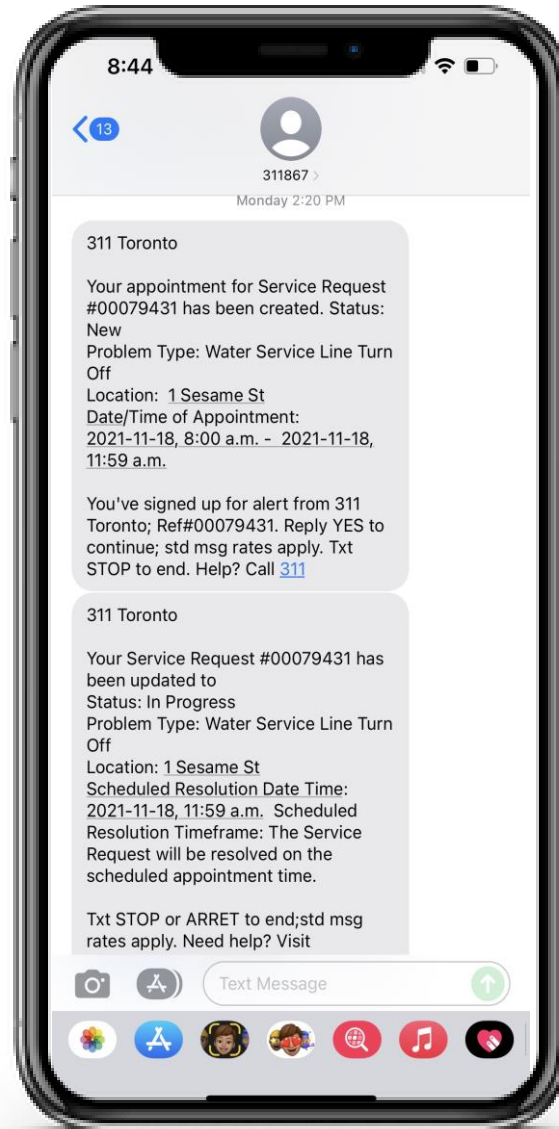 8:44
13
311867
Monday 2:20 PM
311 Toronto
Your appointment for Service Request
#00079431 has been created. Status:
New
Problem Type: Water Service Line Turn
Off
Location:  1 Sesame St
Date/Time of Appointment:
2021-11-18, 8:00 a.m. -  2021-11-18,
11:59 a.m.
You've signed up for alert from 311
Toronto; Ref#00079431. Reply YES to
continue; std msg rates apply. Txt
STOP to end. Help? Call 311
311 Toronto
Your Service Request #00079431 has
been updated to
Status: In Progress
Problem Type: Water Service Line Turn
Off
Location: 1 Sesame St
Scheduled Resolution Date Time:
2021-11-18, 11:59 a.m.  Scheduled
Resolution Timeframe: The Service
Request will be resolved on the
scheduled appointment time.
Txt STOP or ARRET to end;std msg
rates apply. Need help? Visit
Text Message